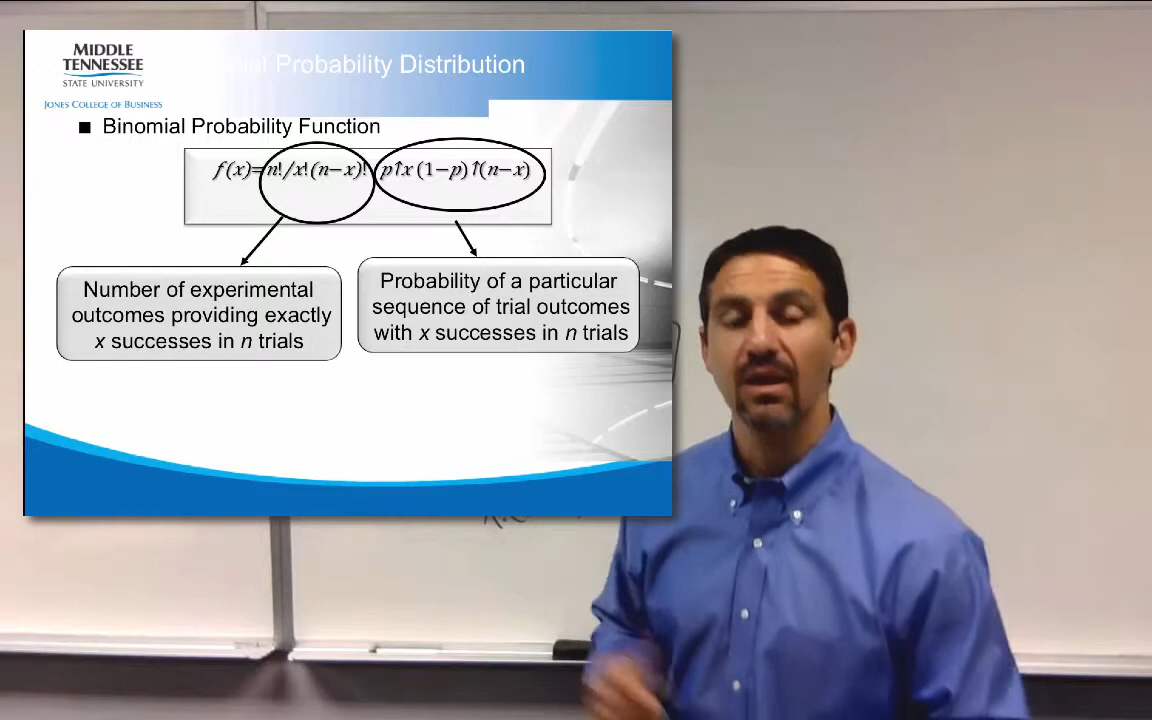 MIDDLE
TENNESSEE
STATE UNIVERSITY
JONES COLLEGE OF BUSINESS
Probability Distribution
■ Binomial Probability Function
f(x)=n!/x!(n−x)! p↑x (1−p)↑(n−x)
Number of experimental
outcomes providing exactly
x successes in n trials
Probability of a particular
sequence of trial outcomes
with x successes in n trials